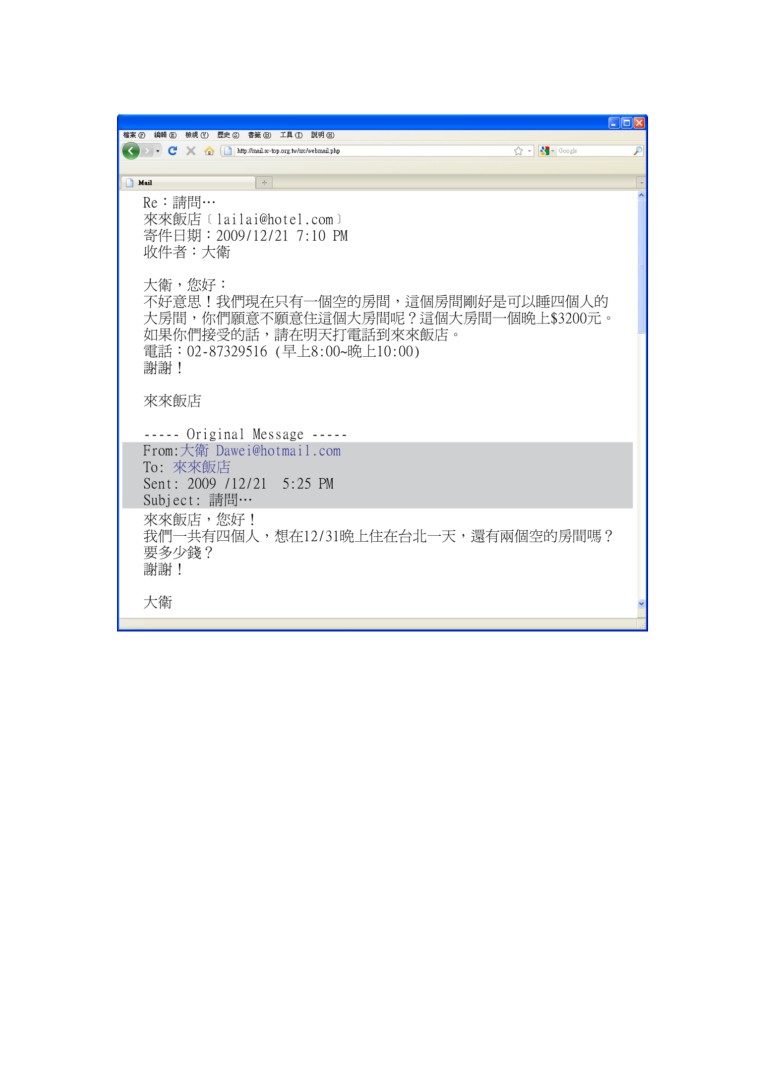 檔案(F) 編輯(E) 檢視(V) 歷史(S) 書籤(B) 工具(T) 說明(H)
Google
Mail
Re：請問…
來來飯店﹝lailai@hotel.com﹞
寄件日期：2009/12/21 7:10 PM
收件者：大衛
大衛，您好：
不好意思！我們現在只有一個空的房間，這個房間剛好是可以睡四個人的
大房間，你們願意不願意住這個大房間呢？這個大房間一個晚上$3200元。
如果你們接受的話，請在明天打電話到來來飯店。
電話：02-87329516 (早上8:00~晚上10:00)
謝謝！
來來飯店
----- Original Message -----
From:大衛 Dawei@hotmail.com
To: 來來飯店
Sent: 2009 /12/21  5:25 PM
Subject: 請問…
來來飯店，您好！
我們一共有四個人，想在12/31晚上住在台北一天，還有兩個空的房間嗎？
要多少錢？
謝謝！
大衛